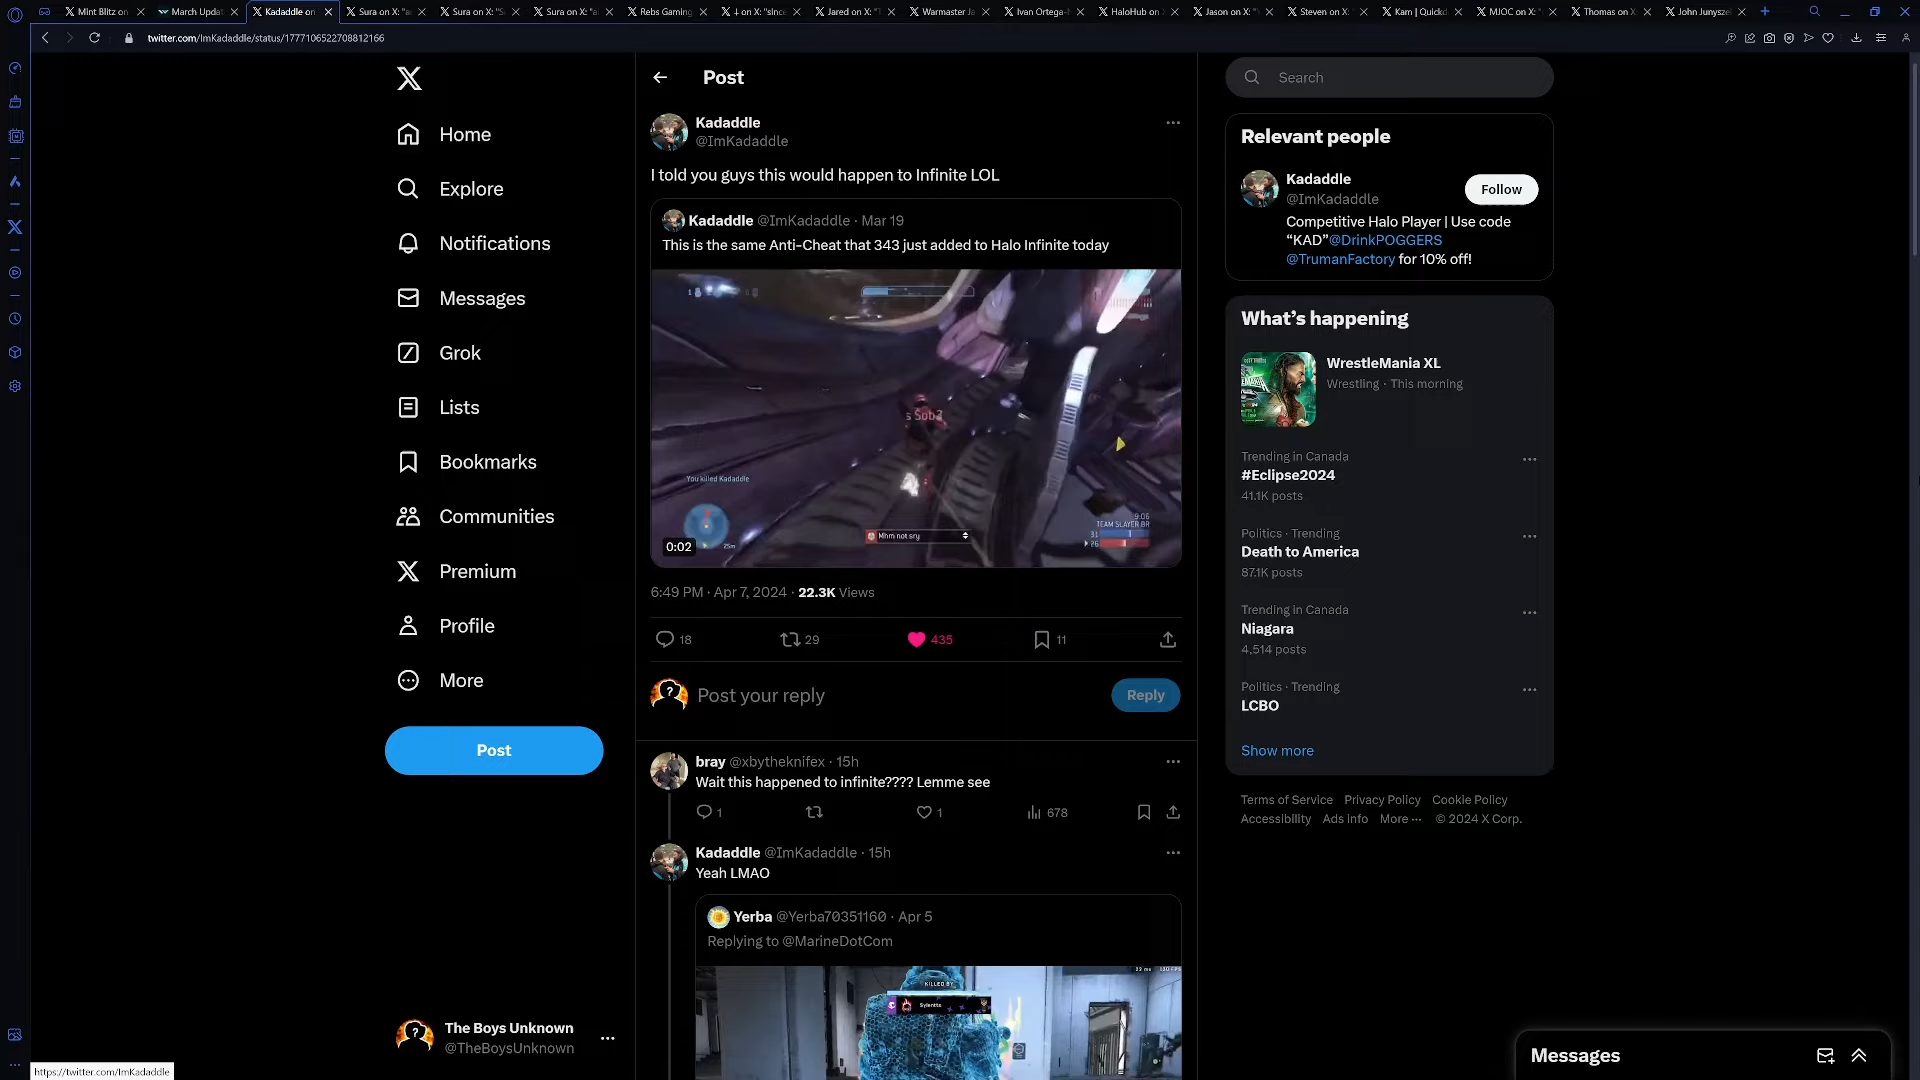 Mint Blitz on
March Updat
Kadaddle on
Sura on X: "a
Sura on X: "S
Sura on X: "a
Rebs Gaming
on X: "since
Jared on X: "T
Warmaster Ja
Ivan Ortega-
HaloHub on
Jason on X: "
Steven on X:
Kam | Quickd
MJOC on X: "
Thomas on X
John Junysze
twitter.com/ImKadaddle/status/1777106522708812166
Home
Explore
Notifications
Messages
Grok
Lists
Bookmarks
Communities
Premium
Profile
More
Post
The Boys Unknown
@TheBoysUnknown
https://twitter.com/ImKadaddle
Post
Kadaddle
@ImKadaddle
I told you guys this would happen to Infinite LOL
Kadaddle @ImKadaddle · Mar 19
This is the same Anti-Cheat that 343 just added to Halo Infinite today
s Sob3
You killed Kadaddle
25m
Mhm not sry
9:06
TEAM SLAYER BR
31
26
0:02
6:49 PM · Apr 7, 2024 · 22.3K Views
18 29 435 11
Post your reply
Reply
bray @xbytheknifex · 15h
Wait this happened to infinite???? Lemme see
1 1 678
Kadaddle @ImKadaddle · 15h
Yeah LMAO
Yerba @Yerba70351160 · Apr 5
Replying to @MarineDotCom
KILLED BY
Sylentts
Search
Relevant people
Kadaddle
@ImKadaddle
Follow
Competitive Halo Player | Use code
“KAD”@DrinkPOGGERS
@TrumanFactory for 10% off!
What’s happening
WrestleMania XL
Wrestling · This morning
Trending in Canada
#Eclipse2024
41.1K posts
Politics · Trending
Death to America
87.1K posts
Trending in Canada
Niagara
4,514 posts
Politics · Trending
LCBO
Show more
Terms of Service Privacy Policy Cookie Policy
Accessibility Ads info More ··· © 2024 X Corp.
Messages